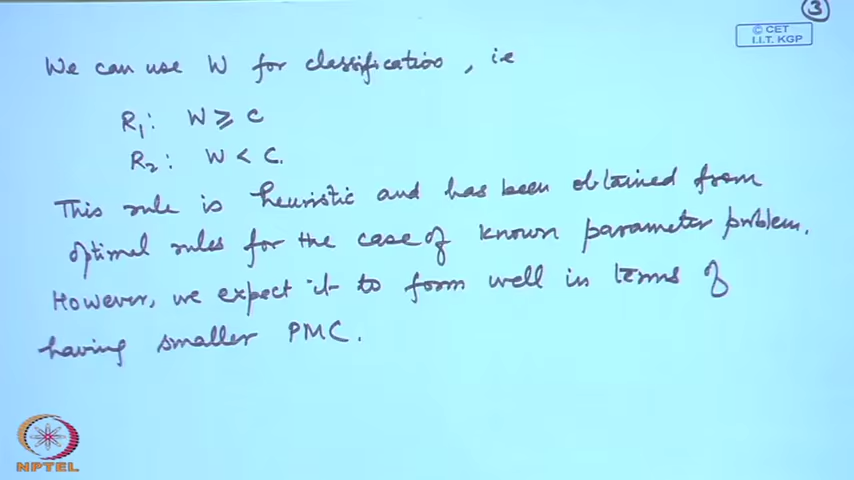 3
© CET
I.I.T. KGP
We can use W for classification, i.e
R₁: W ⩾ C
R₂: W < C.
This rule is heuristic and has been obtained from
optimal rules for the case of known parameter problem.
However, we expect it to form well in terms of
having smaller PMC.
NPTEL